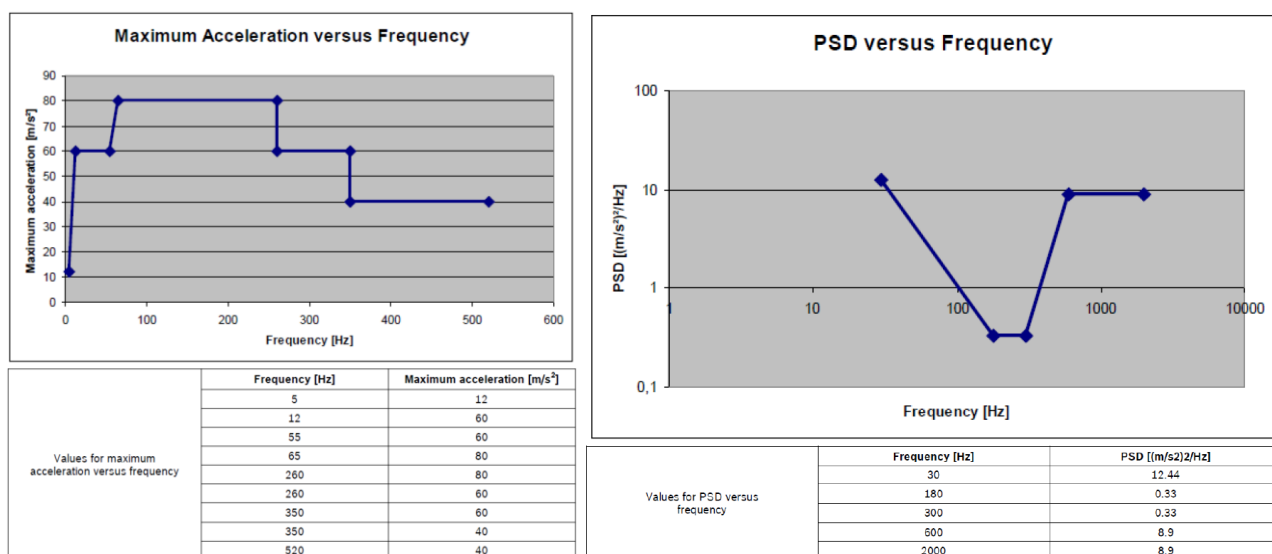 Maximum Acceleration versus Frequency
Maximum acceleration [m/s²]
90
80
70
60
50
40
30
20
10
0
0 100 200 300 400 500 600
Frequency [Hz]
PSD versus Frequency
PSD [(m/s²)²/Hz]
100
10
1
0,1
1 10 100 1000 10000
Frequency [Hz]
Values for maximum
acceleration versus frequency
Frequency [Hz] Maximum acceleration [m/s²]
5 12
12 60
55 60
65 80
260 80
260 60
350 60
350 40
520 40
Values for PSD versus
frequency
Frequency [Hz] PSD [(m/s2)2/Hz]
30 12.44
180 0.33
300 0.33
600 8.9
2000 8.9